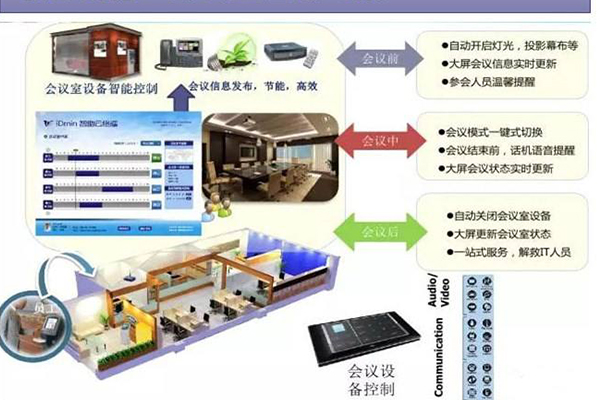 会议室设备智能控制
会议信息发布，节能，高效
会议前
●自动开启灯光，投影幕布等
●大屏会议信息实时更新
●参会人员温馨提醒
iDmin 智能云终端
会议中
●会议模式一键式切换
●会议结束前，话机语音提醒
●大屏会议状态实时更新
会议后
●自动关闭会议室设备
●大屏更新会议室状态
●一站式服务，解救IT人员
员工
会议设
备控制
Audio/
Video
Communication